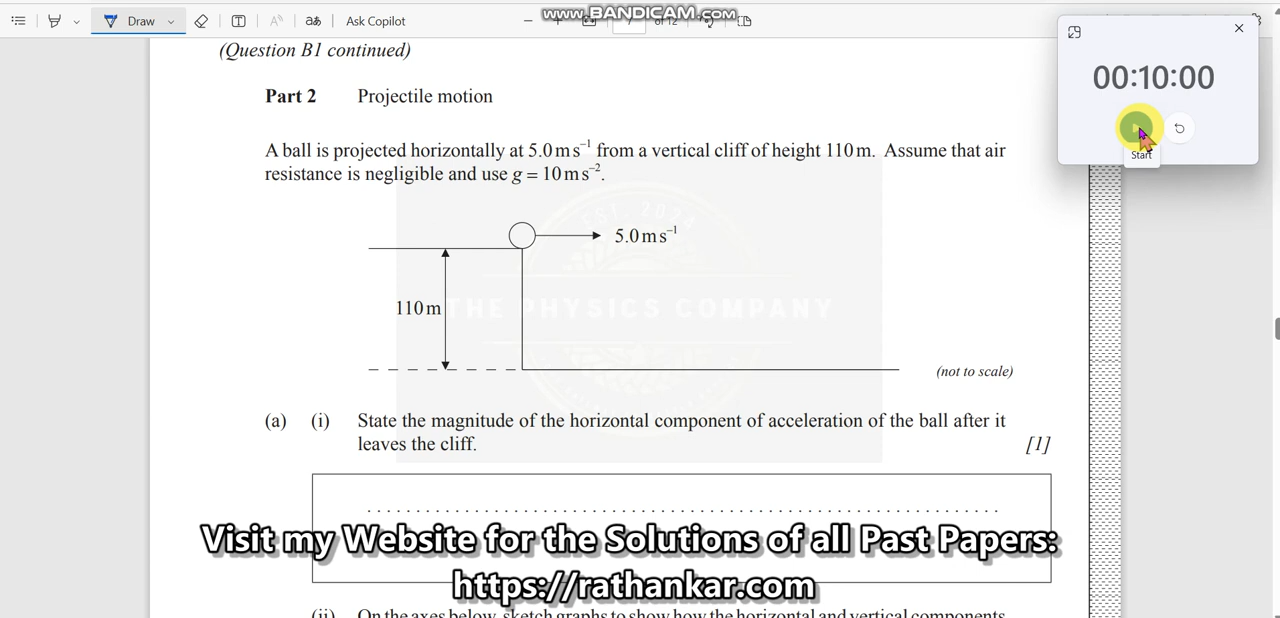 www.BANDICAM.com
Draw
Ask Copilot
of 12
(Question B1 continued)
00:10:00
Start
Part 2 Projectile motion
A ball is projected horizontally at 5.0 m s⁻¹ from a vertical cliff of height 110 m. Assume that air
resistance is negligible and use g = 10 m s⁻².
EST. 2024
5.0 m s⁻¹
110 m
THE PHYSICS COMPANY
(not to scale)
(a) (i) State the magnitude of the horizontal component of acceleration of the ball after it
leaves the cliff. [1]
Visit my Website for the Solutions of all Past Papers:
https://rathankar.com
(ii) On the axes below, sketch graphs to show how the horizontal and vertical components